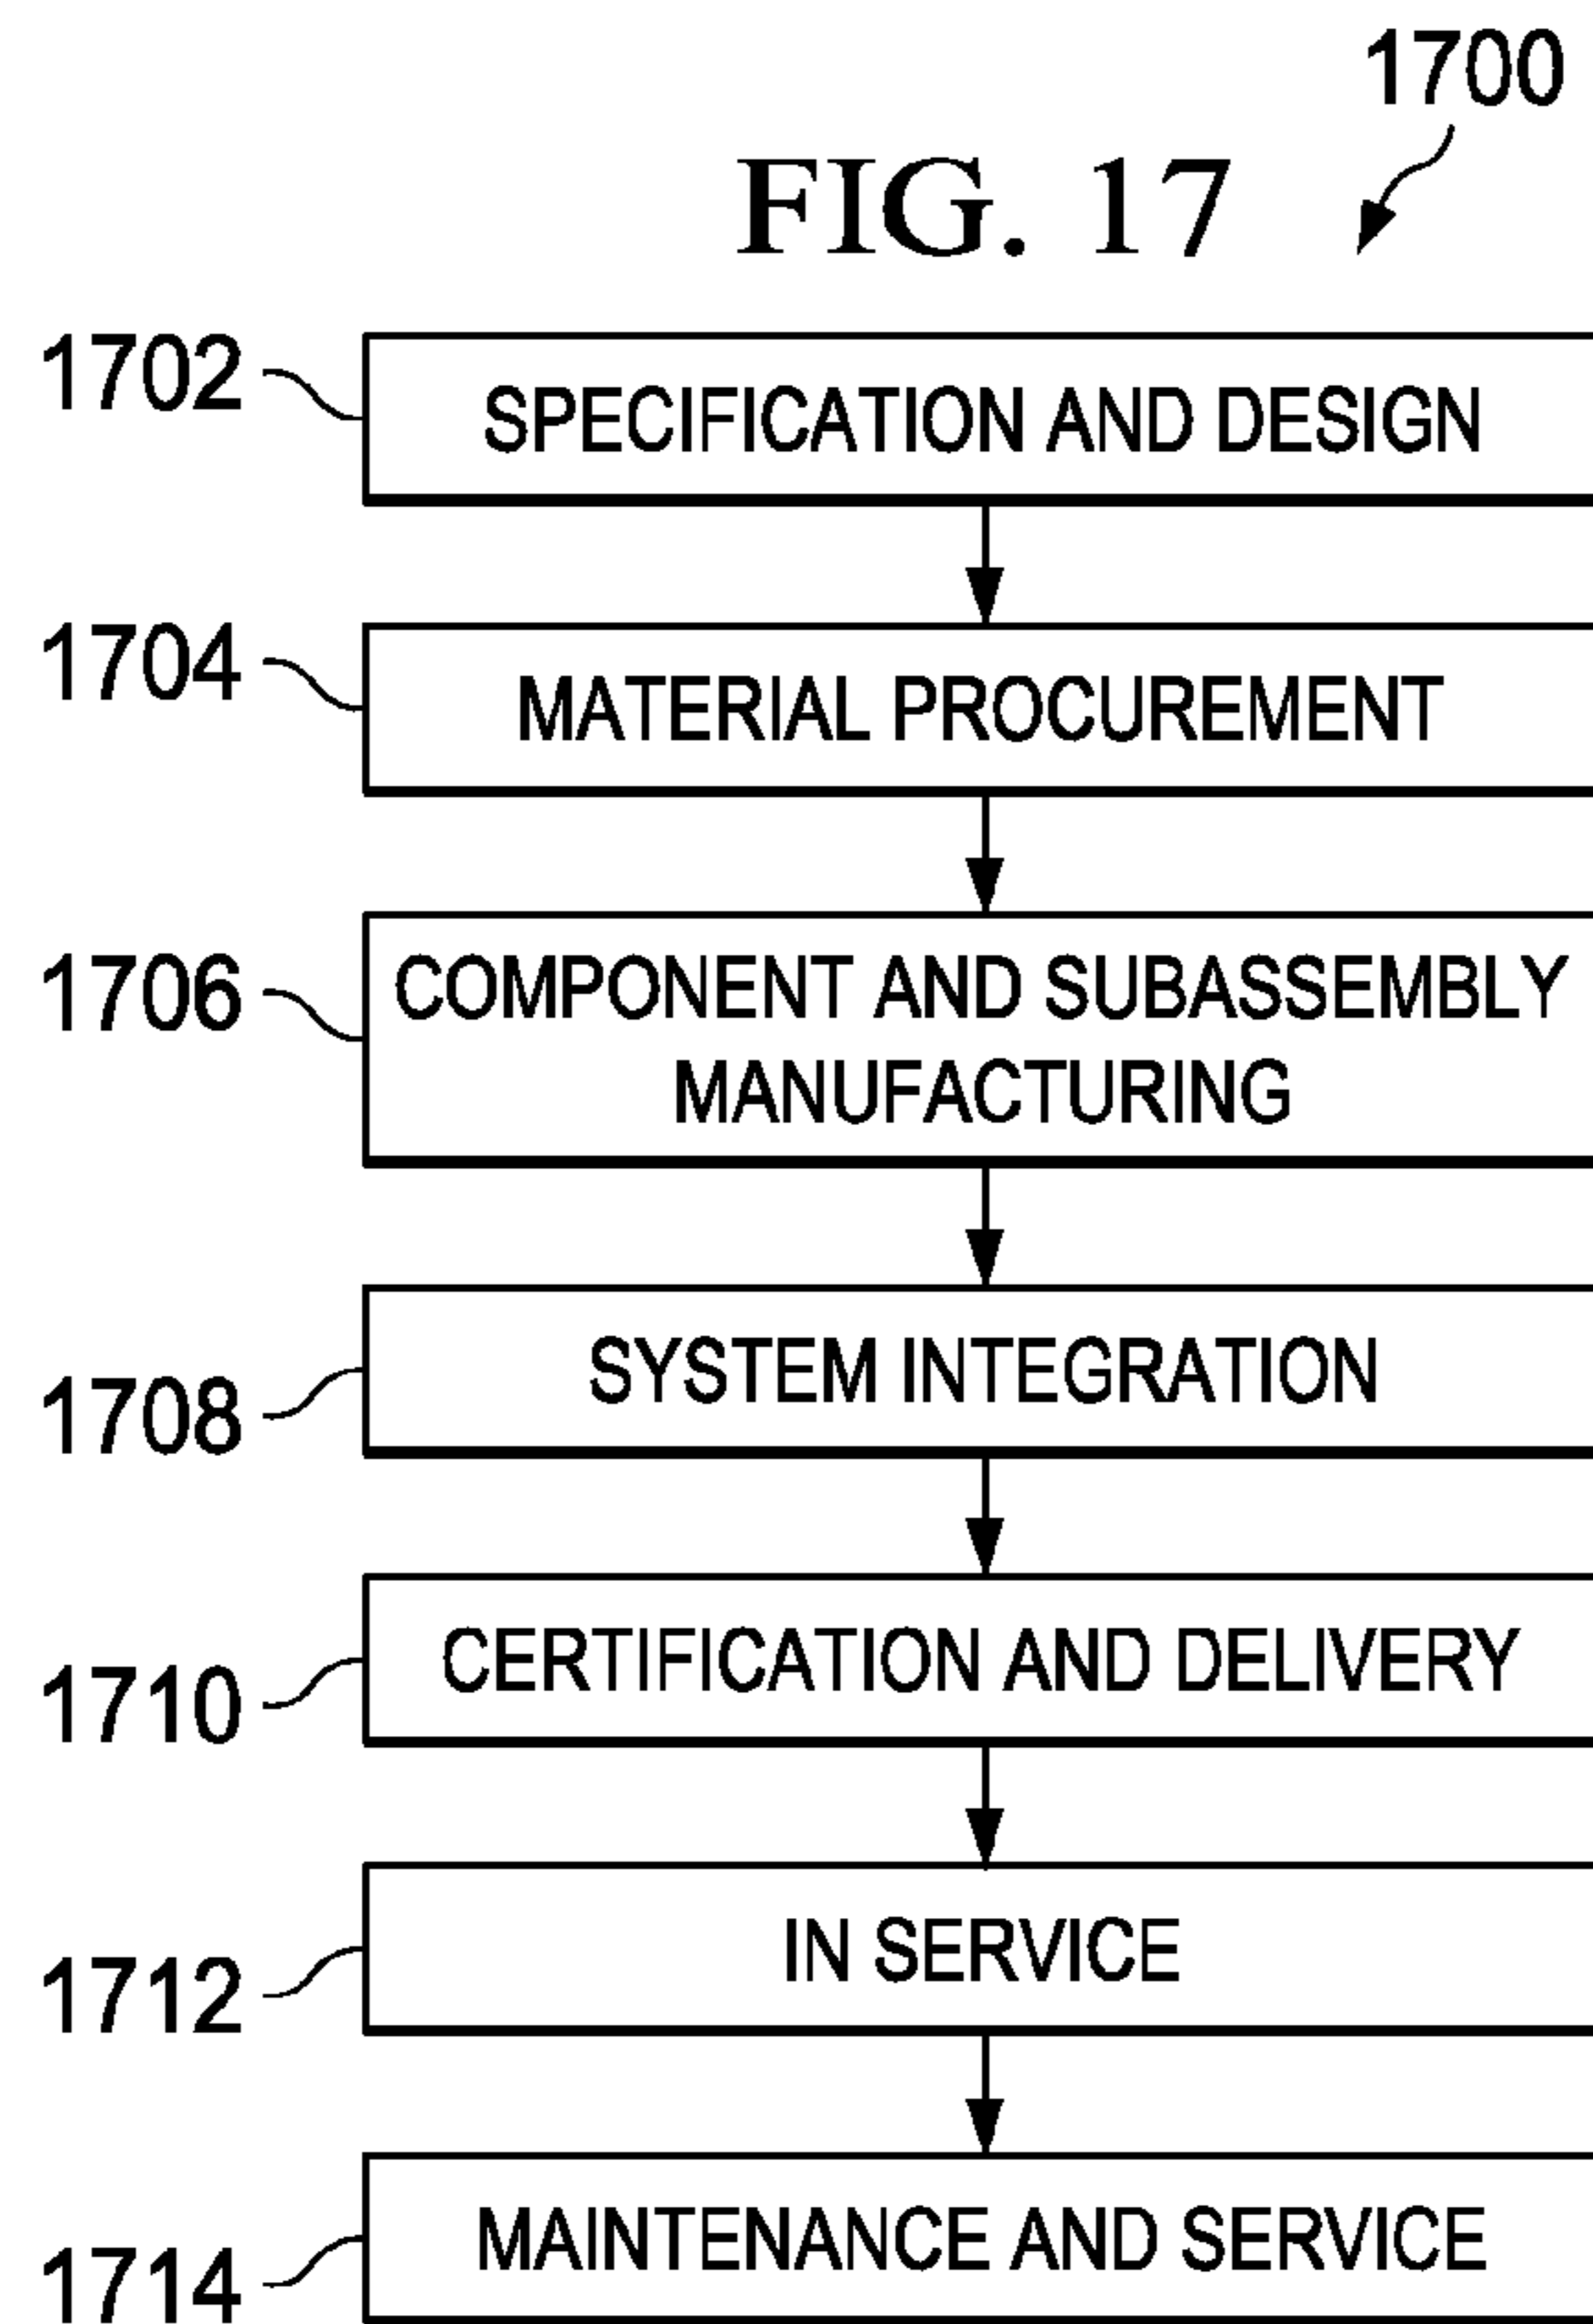 1700
FIG. 17
1702
SPECIFICATION AND DESIGN
1704
MATERIAL PROCUREMENT
1706
COMPONENT AND SUBASSEMBLY
MANUFACTURING
1708
SYSTEM INTEGRATION
1710
CERTIFICATION AND DELIVERY
1712
IN SERVICE
1714
MAINTENANCE AND SERVICE